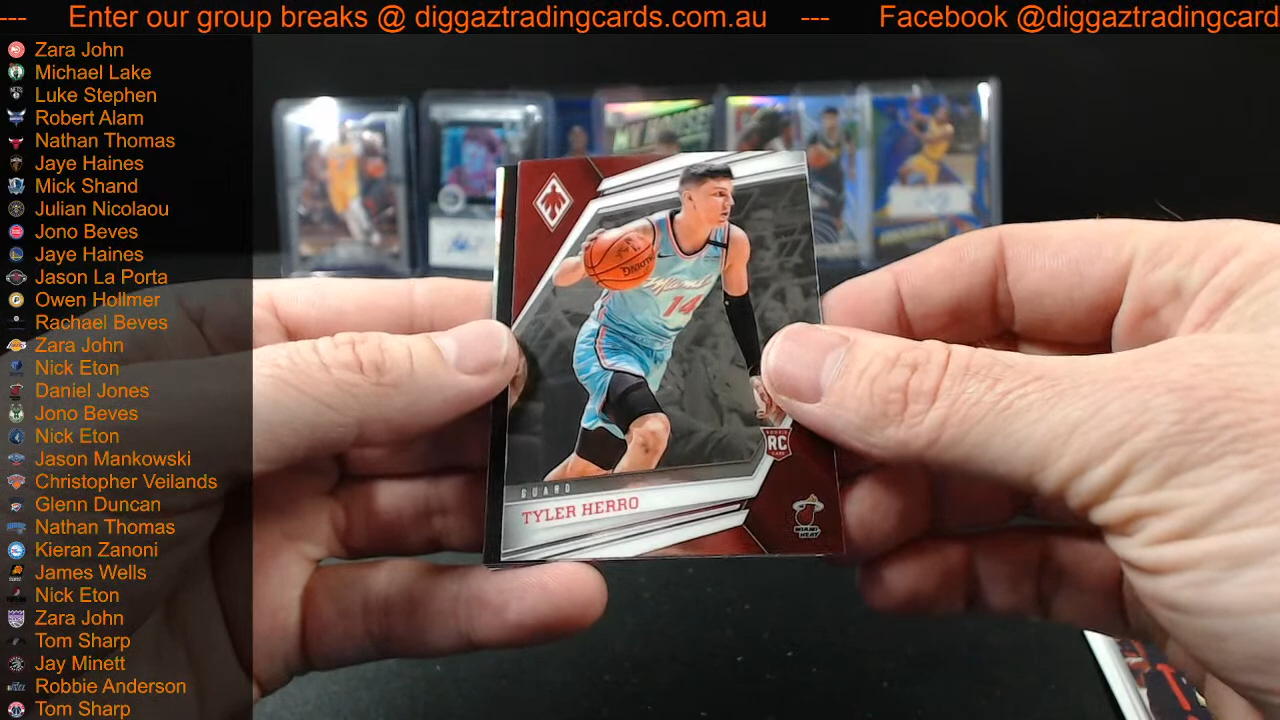 --- Enter our group breaks @ diggaztradingcards.com.au --- Facebook @diggaztradingcard
Zara John
Michael Lake
Luke Stephen
Robert Alam
Nathan Thomas
Jaye Haines
Mick Shand
Julian Nicolaou
Jono Beves
Jaye Haines
Jason La Porta
Owen Hollmer
Rachael Beves
Zara John
Nick Eton
Daniel Jones
Jono Beves
Nick Eton
Jason Mankowski
Christopher Veilands
Glenn Duncan
Nathan Thomas
Kieran Zanoni
James Wells
Nick Eton
Zara John
Tom Sharp
Jay Minett
Robbie Anderson
Tom Sharp
14
RC
GUARD
TYLER HERRO
MIAMI
HEAT